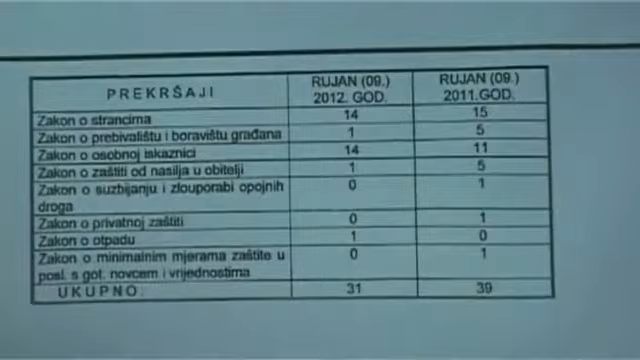 PREKRŠAJI RUJAN (09.) 2012. GOD. RUJAN (09.) 2011.GOD.
Zakon o strancima 14 15
Zakon o prebivalištu i boravištu građana 1 5
Zakon o osobnoj iskaznici 14 11
Zakon o zaštiti od nasilja u obitelji 1 5
Zakon o suzbijanju i zlouporabi opojnih droga 0 1
Zakon o privatnoj zaštiti 0 1
Zakon o otpadu 1 0
Zakon o minimalnim mjerama zaštite u posl. s got. novcem i vrijednostima 0 1
UKUPNO: 31 39